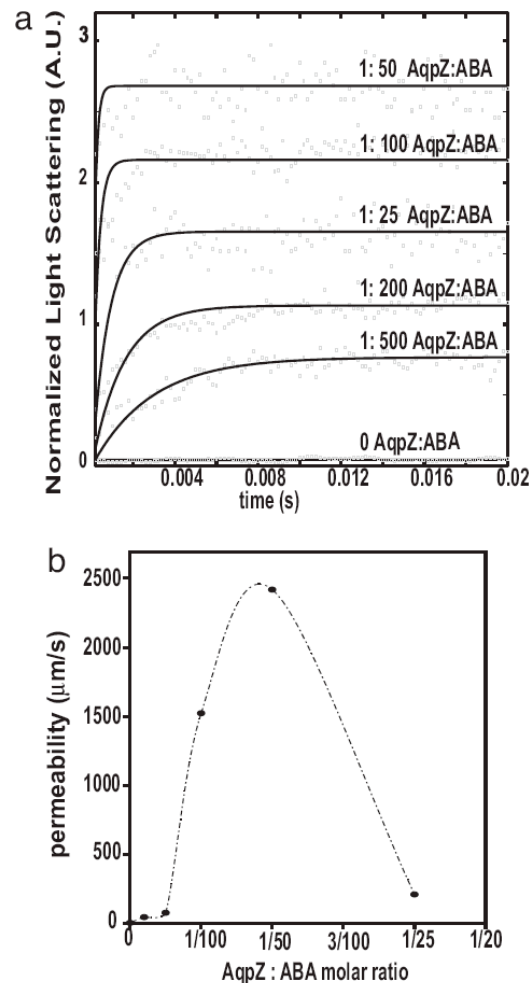 a
Normalized Light Scattering (A.U.)
3
2
1
0
1: 50 AqpZ:ABA
1: 100 AqpZ:ABA
1: 25 AqpZ:ABA
1: 200 AqpZ:ABA
1: 500 AqpZ:ABA
0 AqpZ:ABA
0.004 0.008 0.012 0.016 0.02
time (s)
b
permeability (μm/s)
2500
2000
1500
1000
500
0
0 1/100 1/50 3/100 1/25 1/20
AqpZ : ABA molar ratio